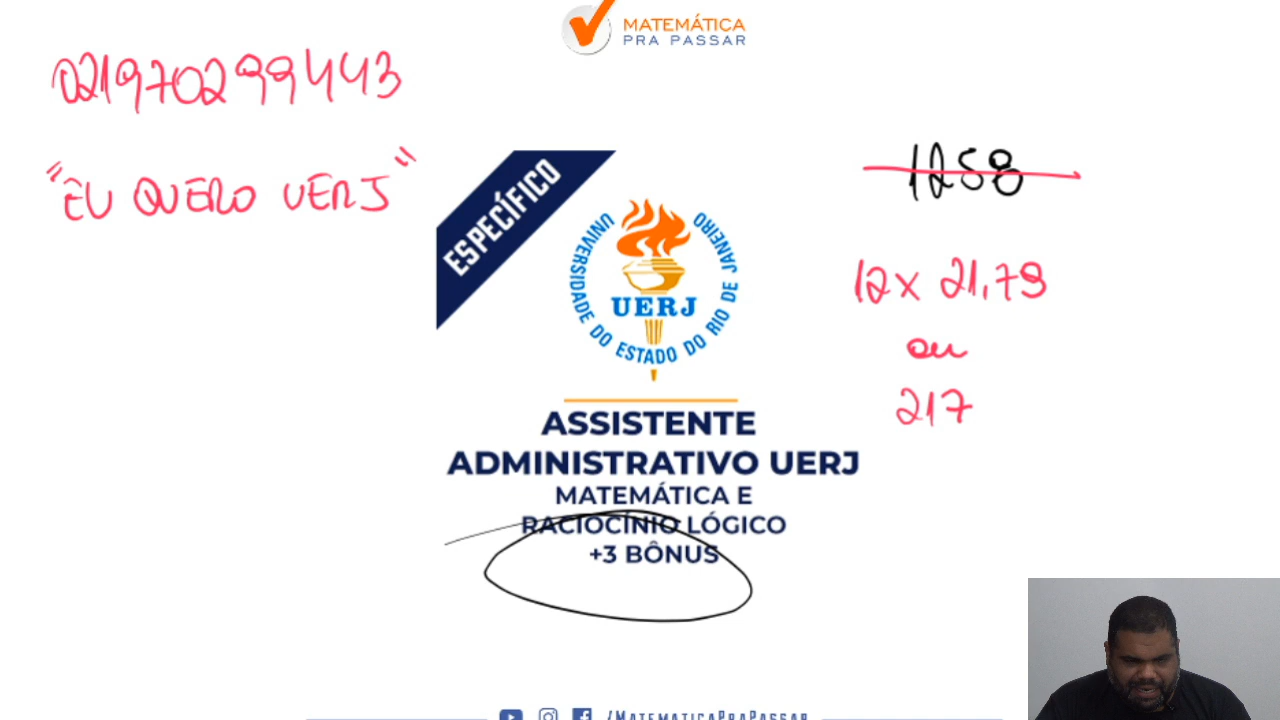 MATEMÁTICA
PRA PASSAR
021970299443
"EU QUERO UERJ"
ESPECÍFICO
UNIVERSIDADE DO ESTADO DO RIO DE JANEIRO
UERJ
1258
12x 21,79
ou
217
ASSISTENTE
ADMINISTRATIVO UERJ
MATEMÁTICA E
RACIOCÍNIO LÓGICO
+3 BÔNUS
/MATEMATICAPRAPASSAR